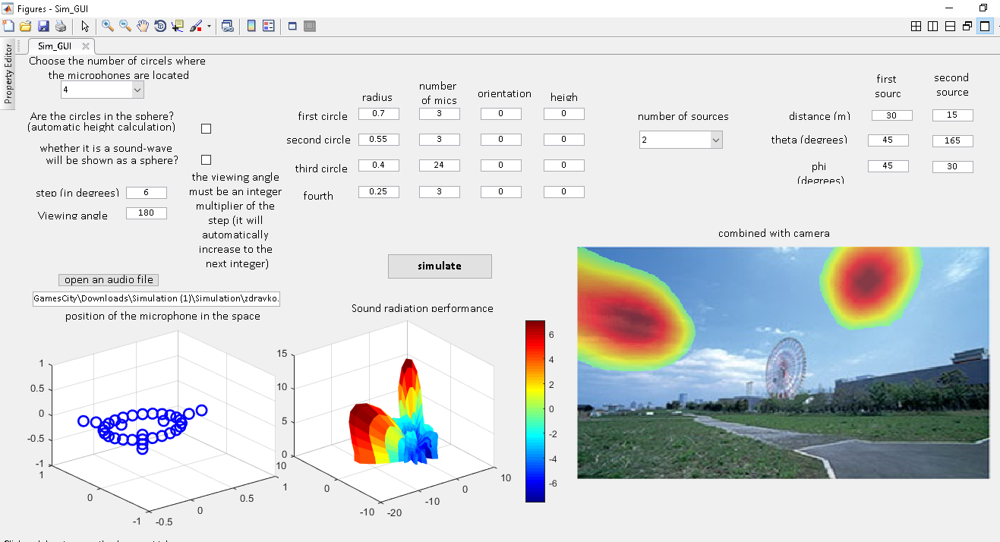 Figures - Sim_GUI
Sim_GUI
Property Editor
Choose the number of circels where
the microphones are located
4
Are the circles in the sphere?
(automatic height calculation)
whether it is a sound-wave
will be shown as a sphere?
step (in degrees) 6
Viewing angle 180
the viewing angle
must be an integer
multiplier of the
step (it will
automatically
increase to the
next integer)
radius number of mics orientation heigh
first circle 0.7 3 0 0
second circle 0.55 3 0 0
third circle 0.4 24 0 0
fourth 0.25 3 0 0
number of sources
2
first sourc second source
distance (m) 30 15
theta (degrees) 45 165
phi (degrees) 45 30
simulate
open an audio file
GamesCity\Downloads\Simulation (1)\Simulation\zdravko.
position of the microphone in the space
1
0.5
0
-0.5
-1
1
0
-1
-0.5
0
0.5
1
Sound radiation performance
15
10
5
0
10
0
-10
-20
-10
0
10
6
4
2
0
-2
-4
-6
combined with camera